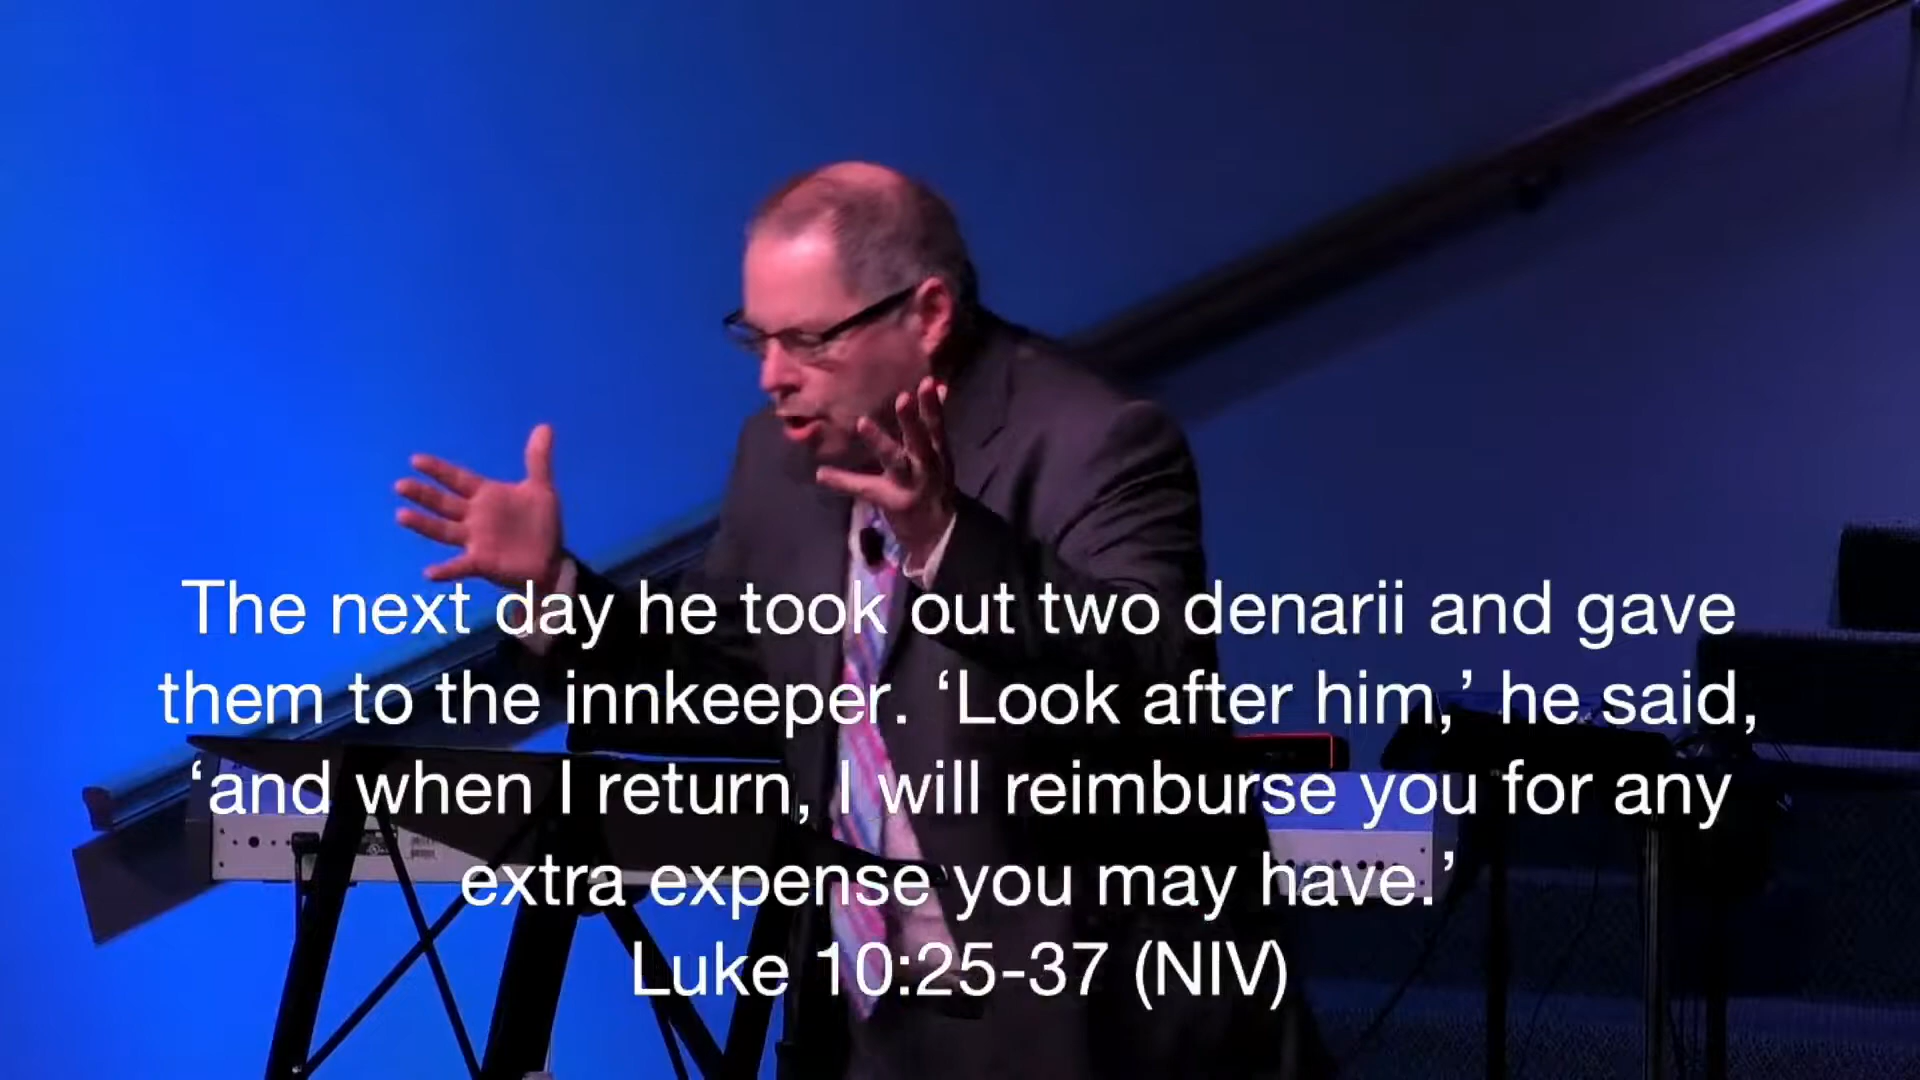 The next day he took out two denarii and gave
them to the innkeeper. ‘Look after him,’ he said,
‘and when I return, I will reimburse you for any
extra expense you may have.’
Luke 10:25-37 (NIV)